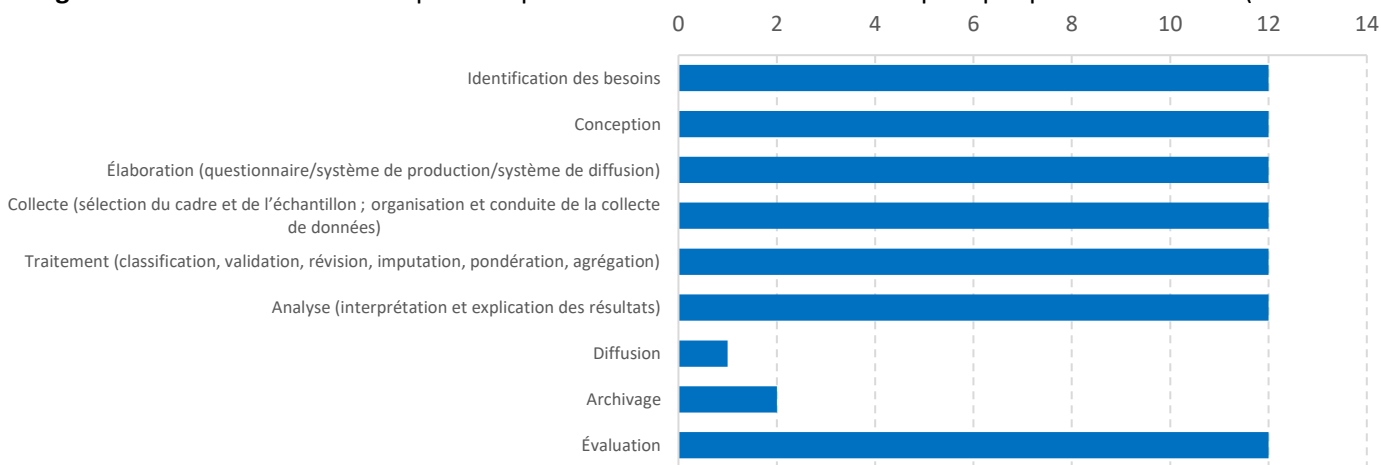 0 2 4 6 8 10 12 14
Identification des besoins
Conception
Élaboration (questionnaire/système de production/système de diffusion)
Collecte (sélection du cadre et de l’échantillon ; organisation et conduite de la collecte
de données)
Traitement (classification, validation, révision, imputation, pondération, agrégation)
Analyse (interprétation et explication des résultats)
Diffusion
Archivage
Évaluation